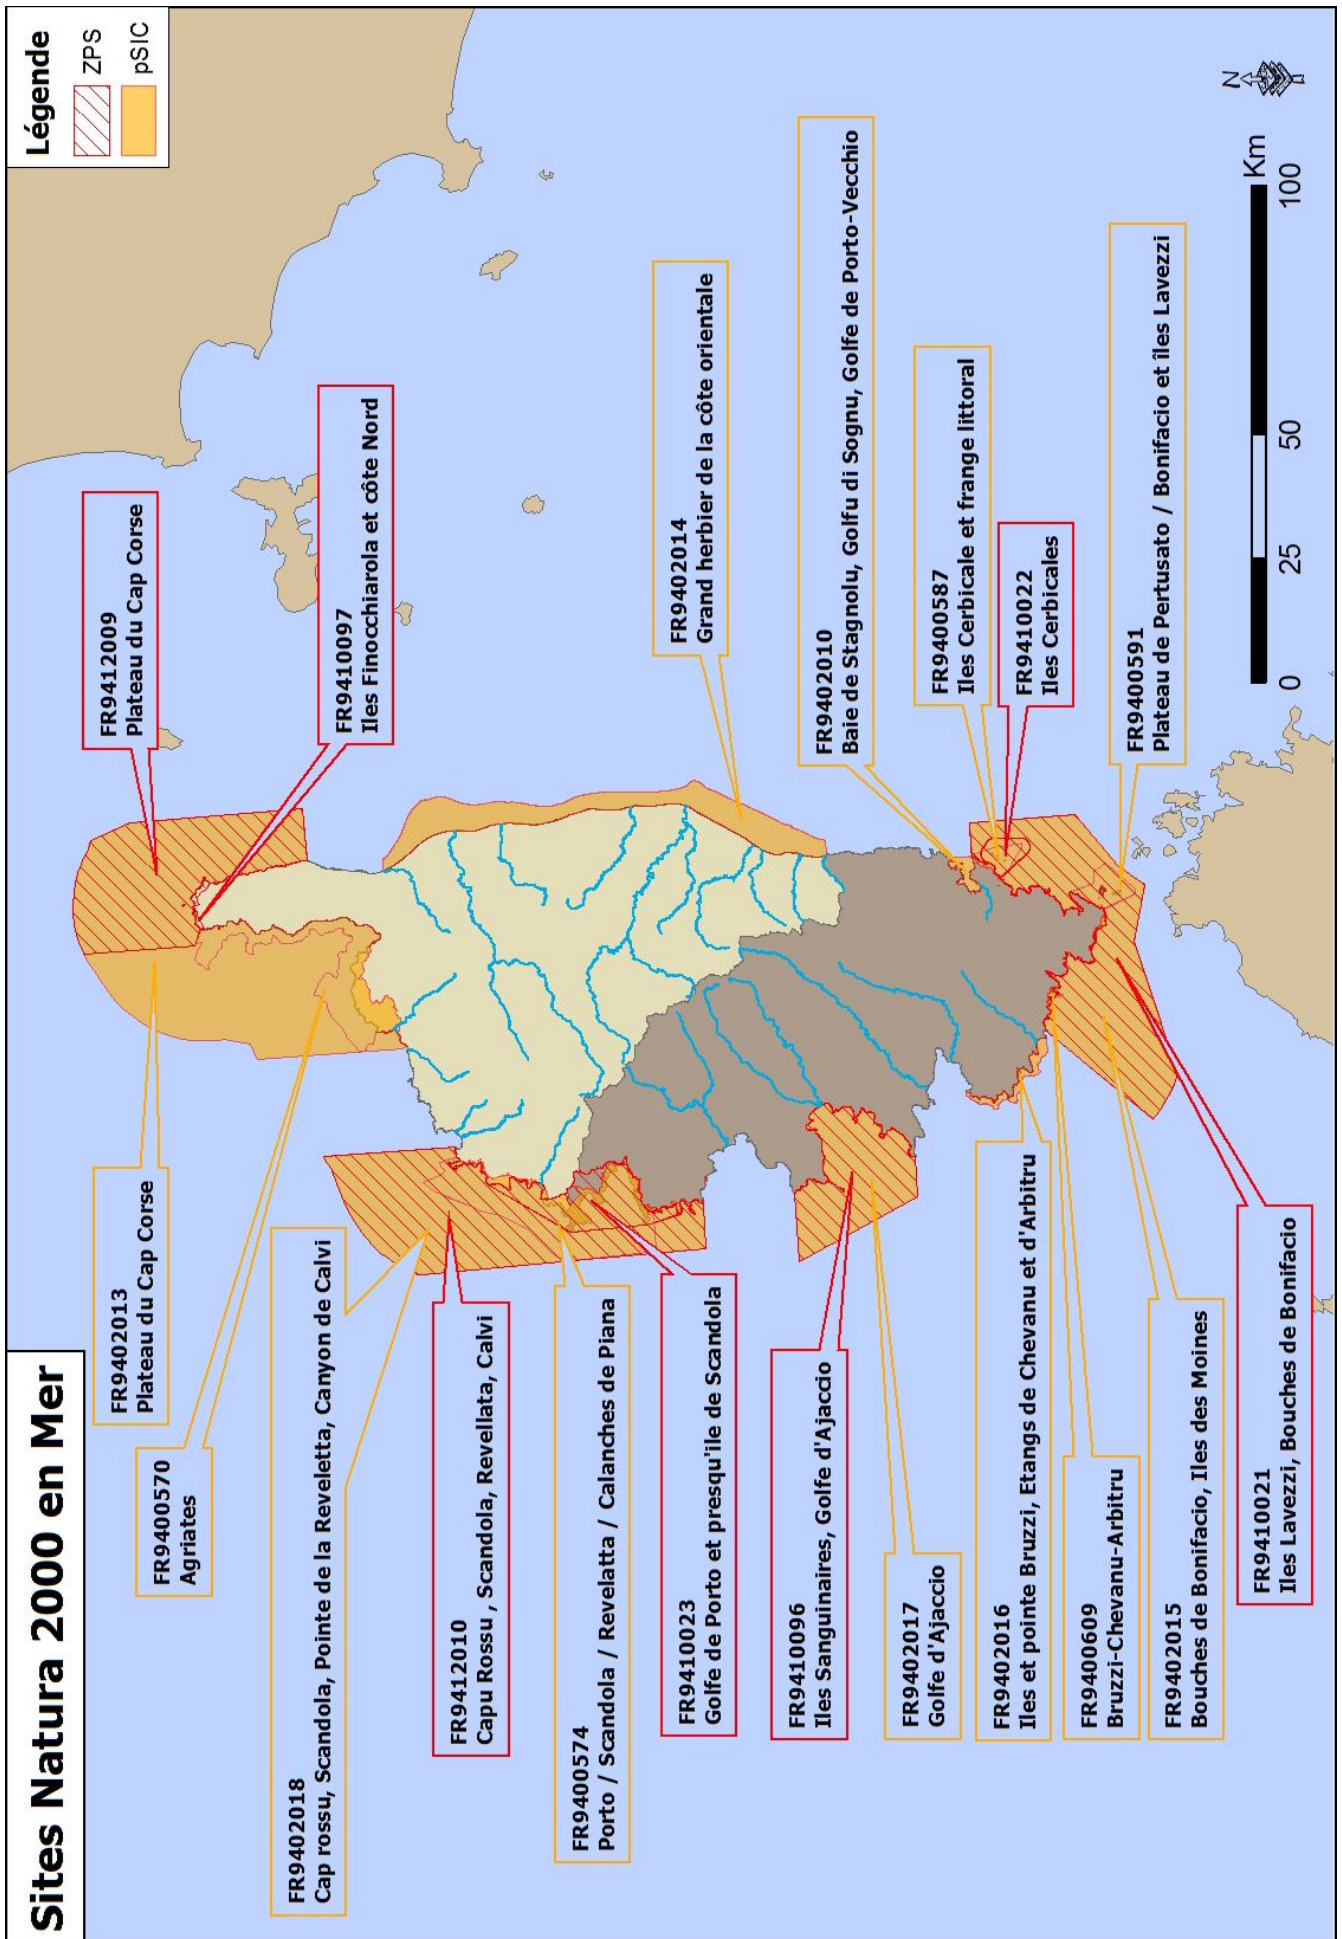 Sites Natura 2000 en Mer
Légende
ZPS
pSIC
FR9402013
Plateau du Cap Corse
FR9412009
Plateau du Cap Corse
FR9400570
Agriates
FR9410097
Iles Finocchiarola et côte Nord
FR9402018
Cap rossu, Scandola, Pointe de la Reveletta, Canyon de Calvi
FR9412010
Capu Rossu , Scandola, Revellata, Calvi
FR9400574
Porto / Scandola / Revelatta / Calanches de Piana
FR9410023
Golfe de Porto et presqu'ile de Scandola
FR9402014
Grand herbier de la côte orientale
FR9410096
Iles Sanguinaires, Golfe d'Ajaccio
FR9402010
Baie de Stagnolu, Golfu di Sognu, Golfe de Porto-Vecchio
FR9402017
Golfe d'Ajaccio
FR9400587
Iles Cerbicale et frange littoral
FR9402016
Iles et pointe Bruzzi, Etangs de Chevanu et d'Arbitru
FR9410022
Iles Cerbicales
FR9400609
Bruzzi-Chevanu-Arbitru
FR9400591
Plateau de Pertusato / Bonifacio et îles Lavezzi
FR9402015
Bouches de Bonifacio, Iles des Moines
FR9410021
Iles Lavezzi, Bouches de Bonifacio
N
Km
0 25 50 100